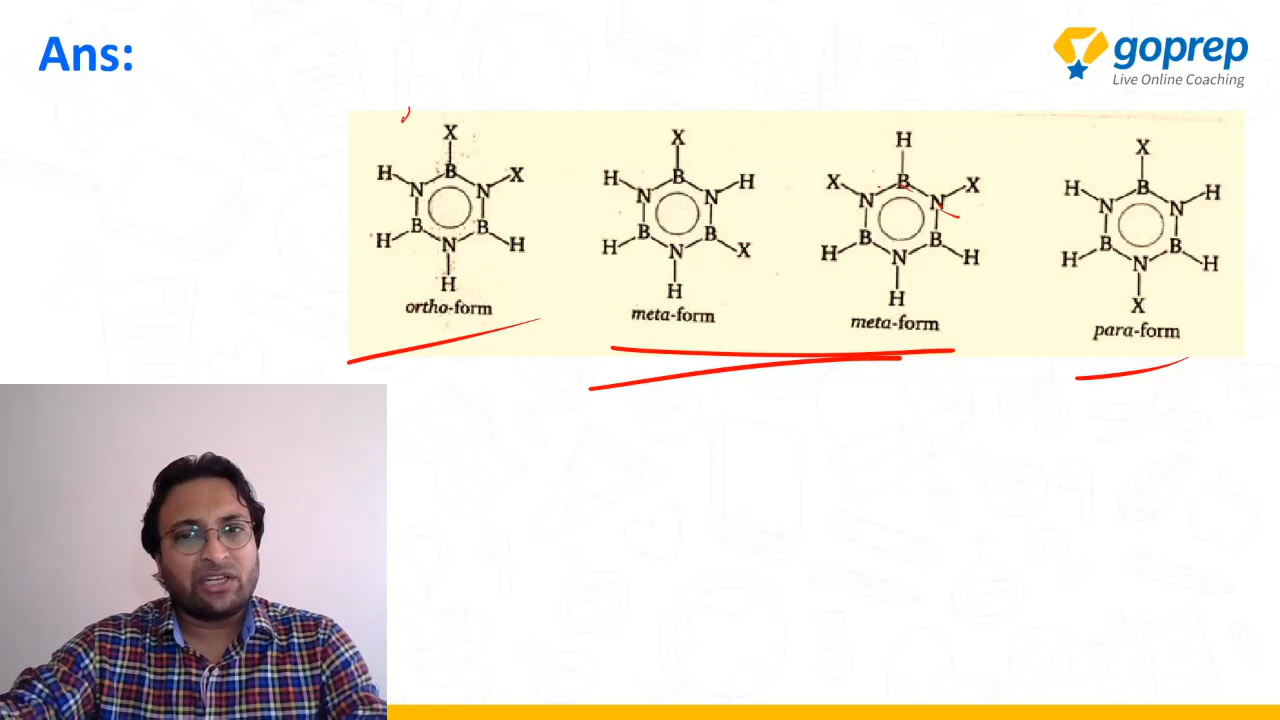 Ans:
goprep
Live Online Coaching
X
H N B N X
H B B H
N
H
ortho-form
X
H N B N H
H B B X
N
H
meta-form
H
X N B N X
H B B H
N
H
meta-form
X
H N B N H
H B B H
N
X
para-form